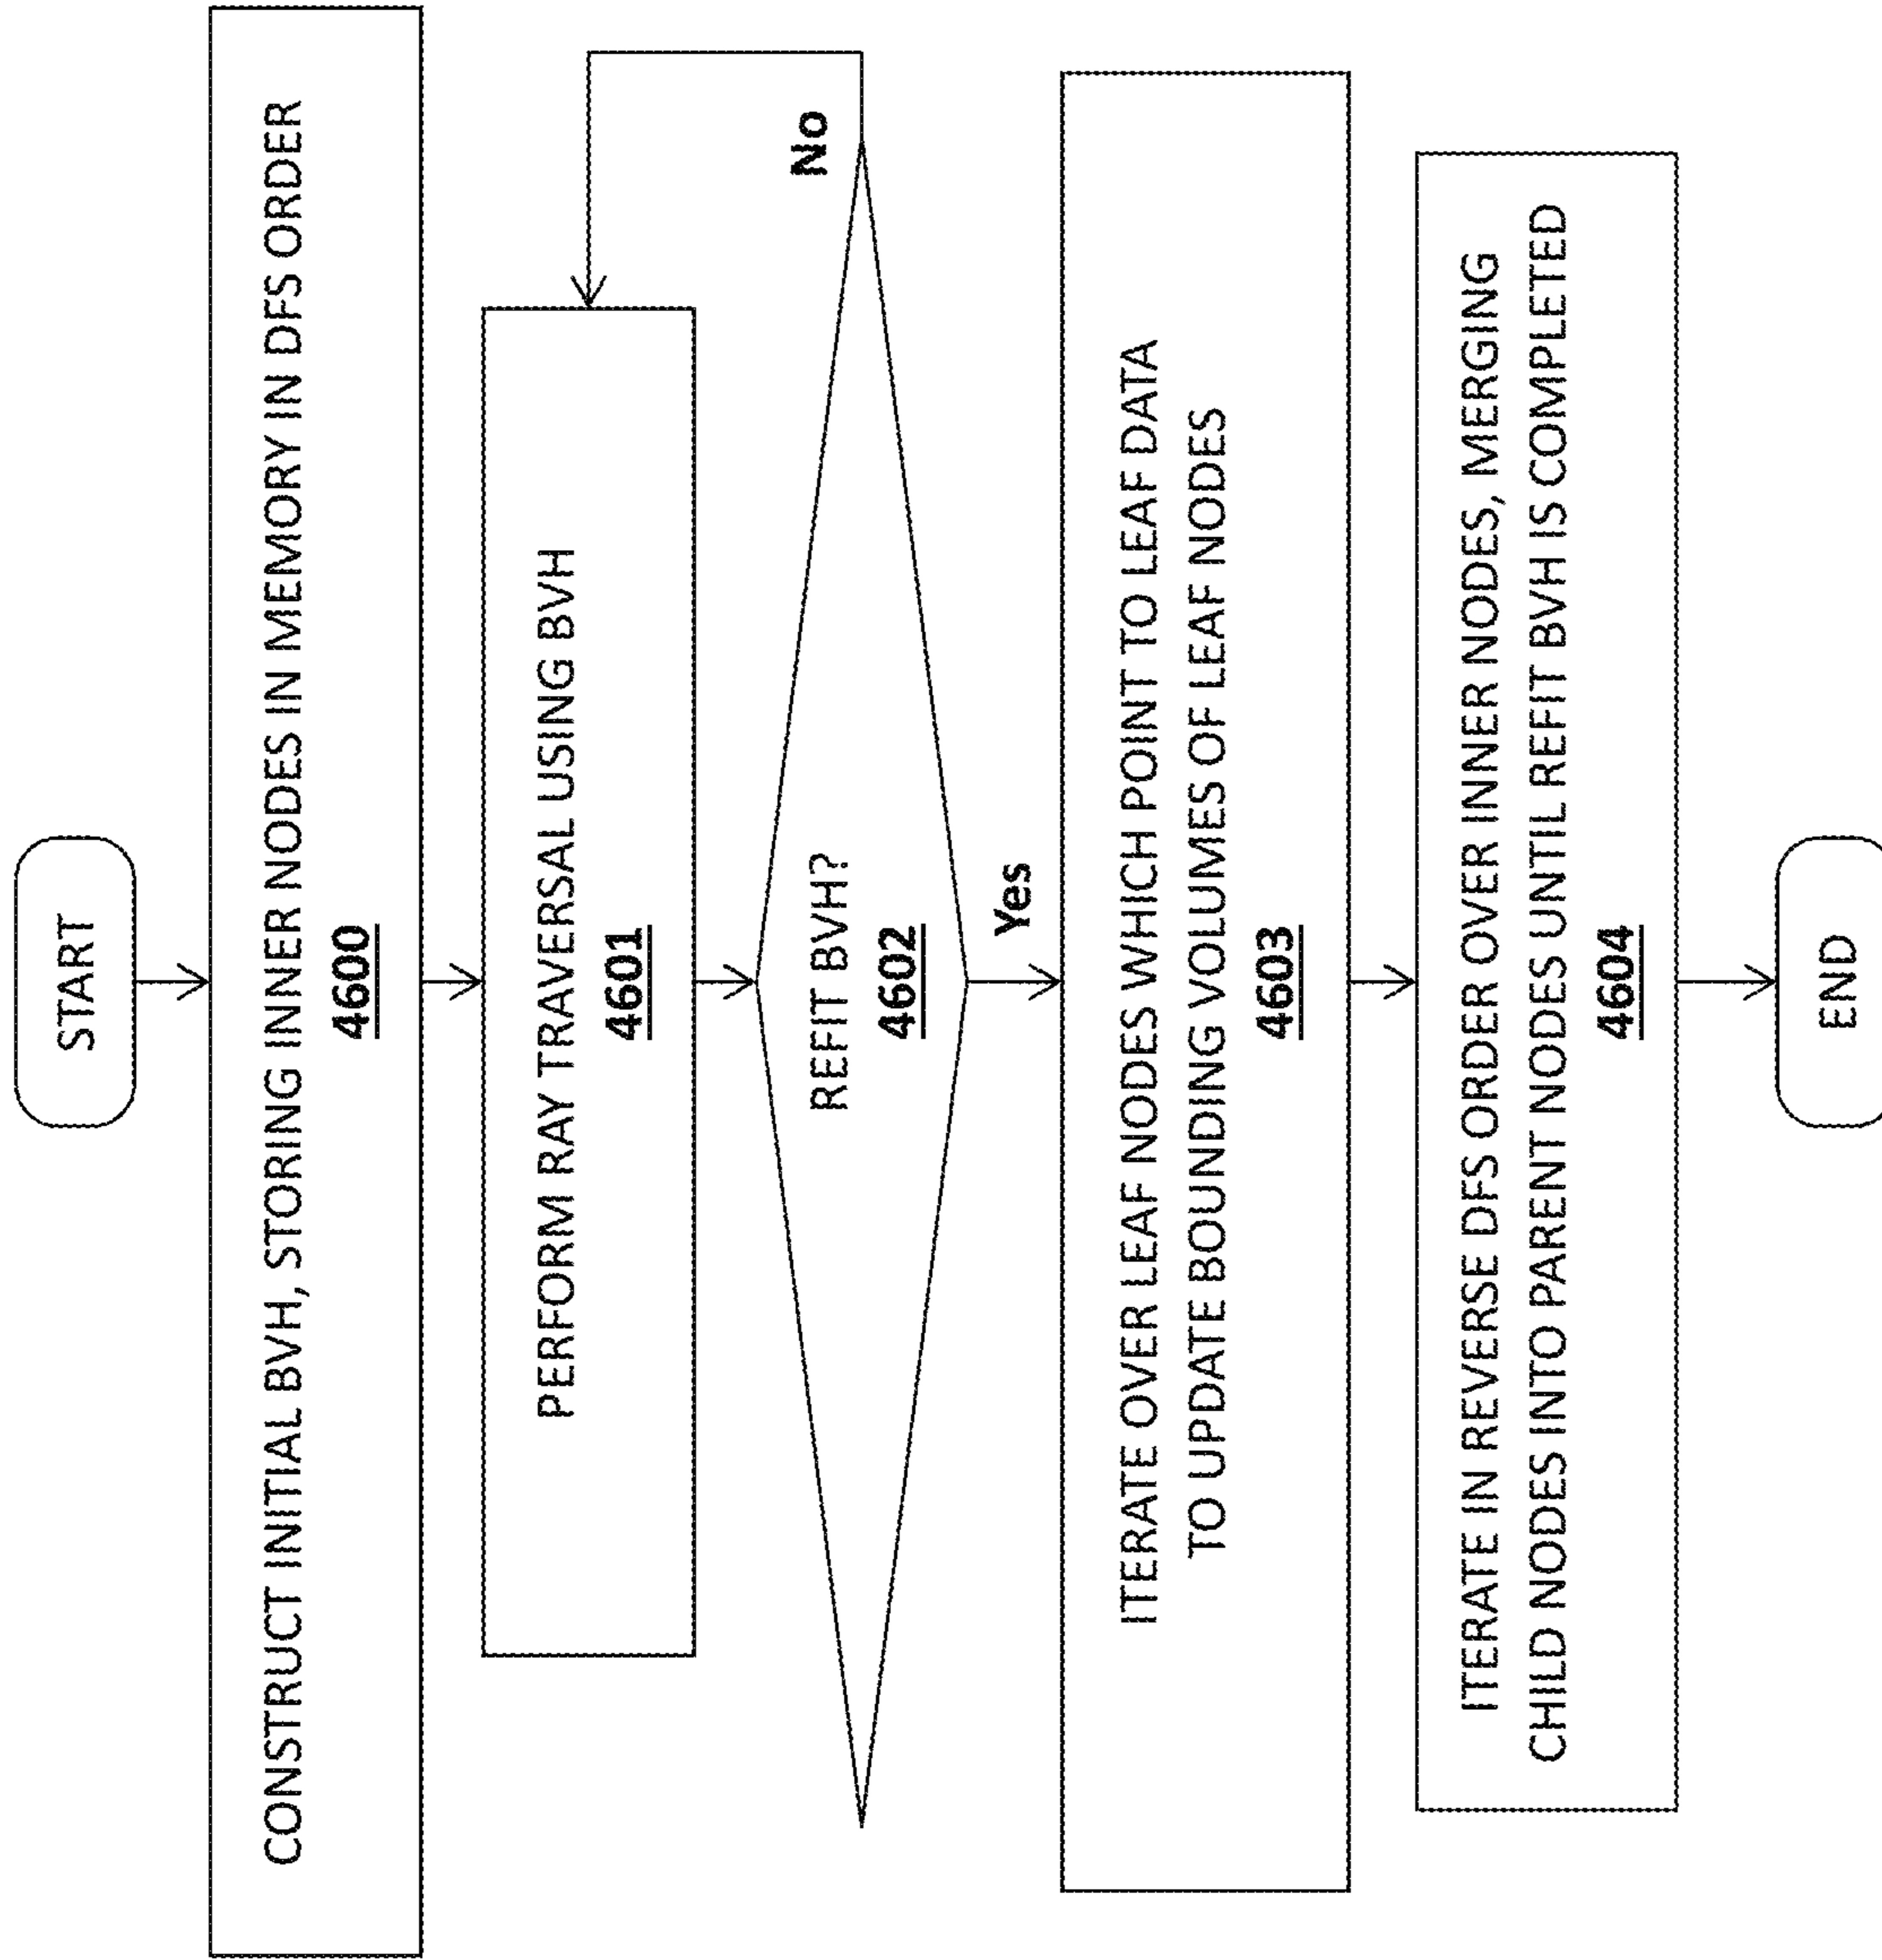 START
CONSTRUCT INITIAL BVH, STORING INNER NODES IN MEMORY IN DFS ORDER
4600
PERFORM RAY TRAVERSAL USING BVH
4601
REFIT BVH?
4602
No
Yes
ITERATE OVER LEAF NODES WHICH POINT TO LEAF DATA
TO UPDATE BOUNDING VOLUMES OF LEAF NODES
4603
ITERATE IN REVERSE DFS ORDER OVER INNER NODES, MERGING
CHILD NODES INTO PARENT NODES UNTIL REFIT BVH IS COMPLETED
4604
END